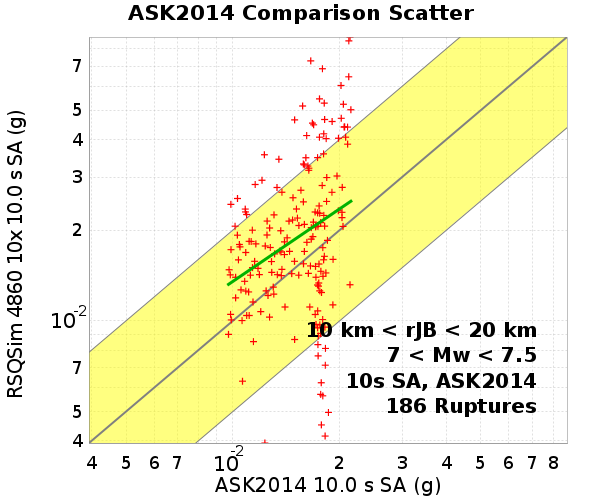 ASK2014 Comparison Scatter
RSQSim 4860 10x 10.0 s SA (g)
7
5
4
3
2
10^-2
7
5
4
10 km < rJB < 20 km
7 < Mw < 7.5
10s SA, ASK2014
186 Ruptures
4 5 6 7 10^-2 2 3 4 5 6 7 8
ASK2014 10.0 s SA (g)